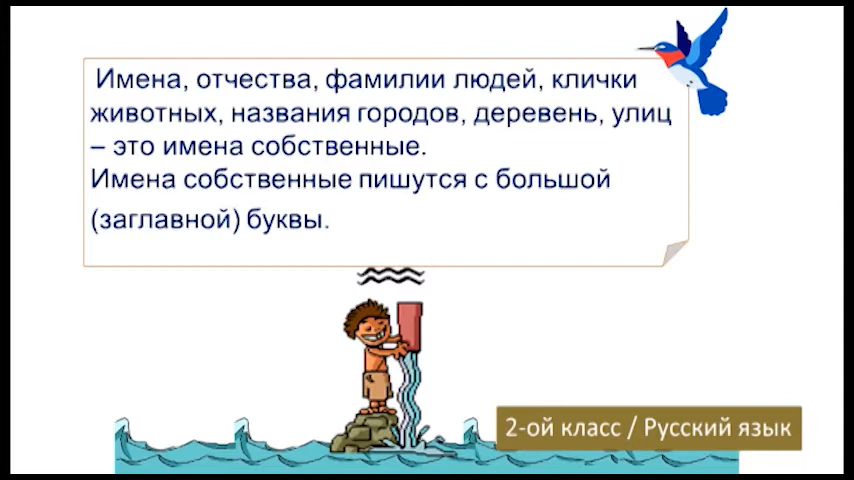 Имена, отчества, фамилии людей, клички
животных, названия городов, деревень, улиц
– это имена собственные.
Имена собственные пишутся с большой
(заглавной) буквы.
2-ой класс / Русский язык